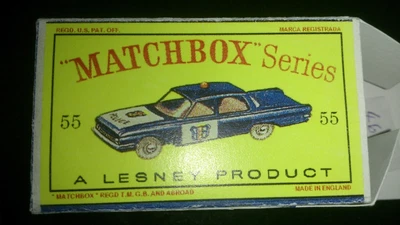 REGD. U.S. PAT. OFF. MARCA REGISTRADA
"MATCHBOX" Series
55 55
A LESNEY PRODUCT
"MATCHBOX" REGD T.M. G.B. AND ABROAD MADE IN ENGLAND